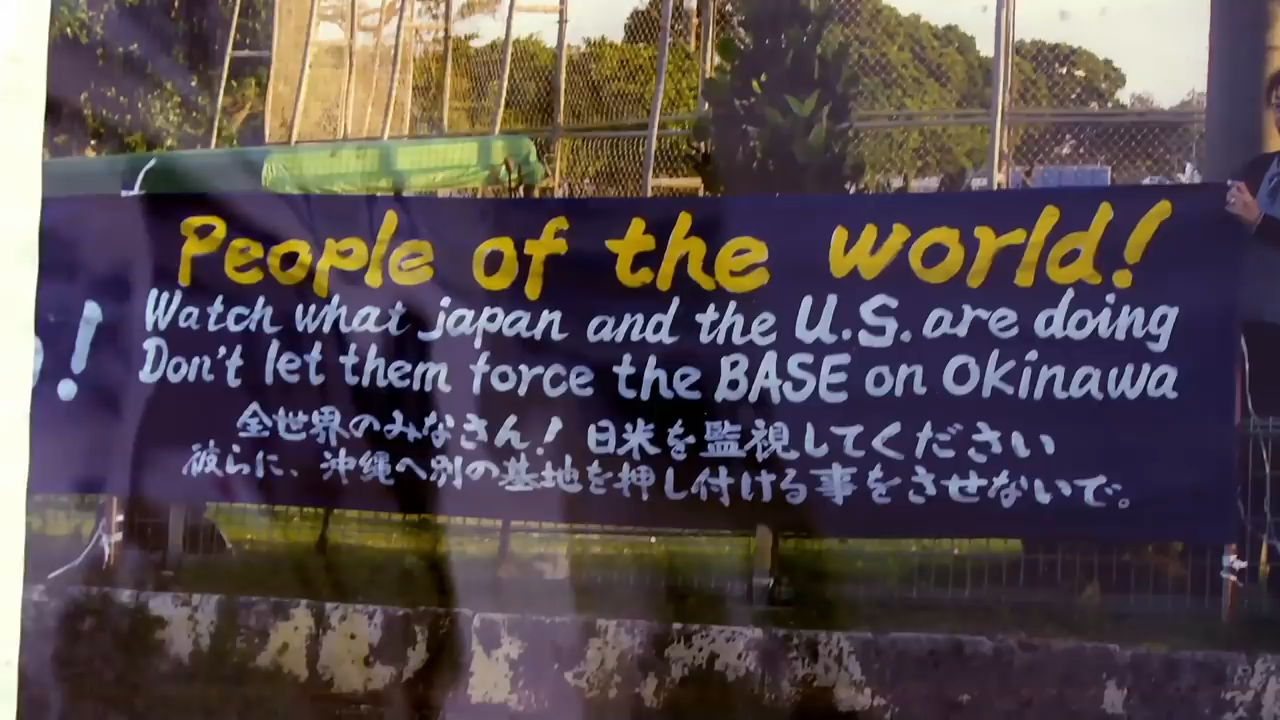 People of the world!
!
Watch what japan and the U.S. are doing
Don't let them force the BASE on Okinawa
全世界のみなさん! 日米を監視してください
彼らに、沖縄へ別の基地を押し付ける事をさせないで。